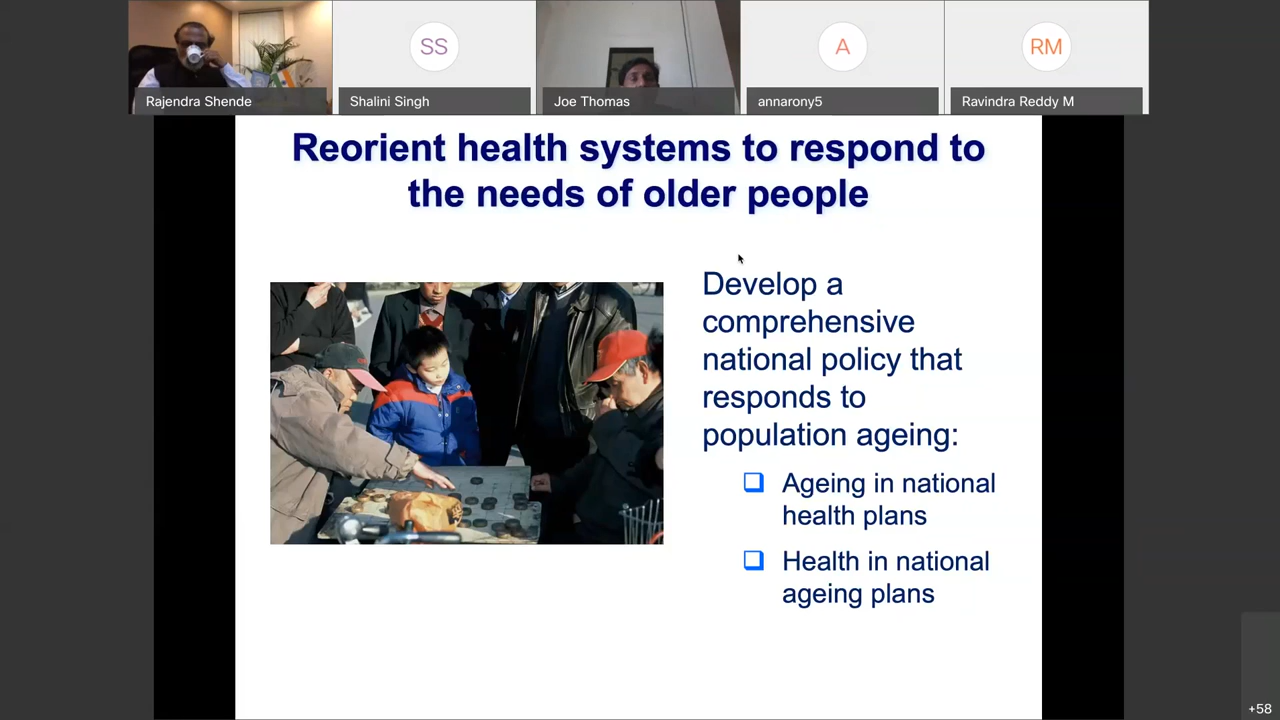 SS
A
RM
Rajendra Shende
Shalini Singh
Joe Thomas
annarony5
Ravindra Reddy M
Reorient health systems to respond to
the needs of older people
Develop a
comprehensive
national policy that
responds to
population ageing:
❑ Ageing in national
health plans
❑ Health in national
ageing plans
+58